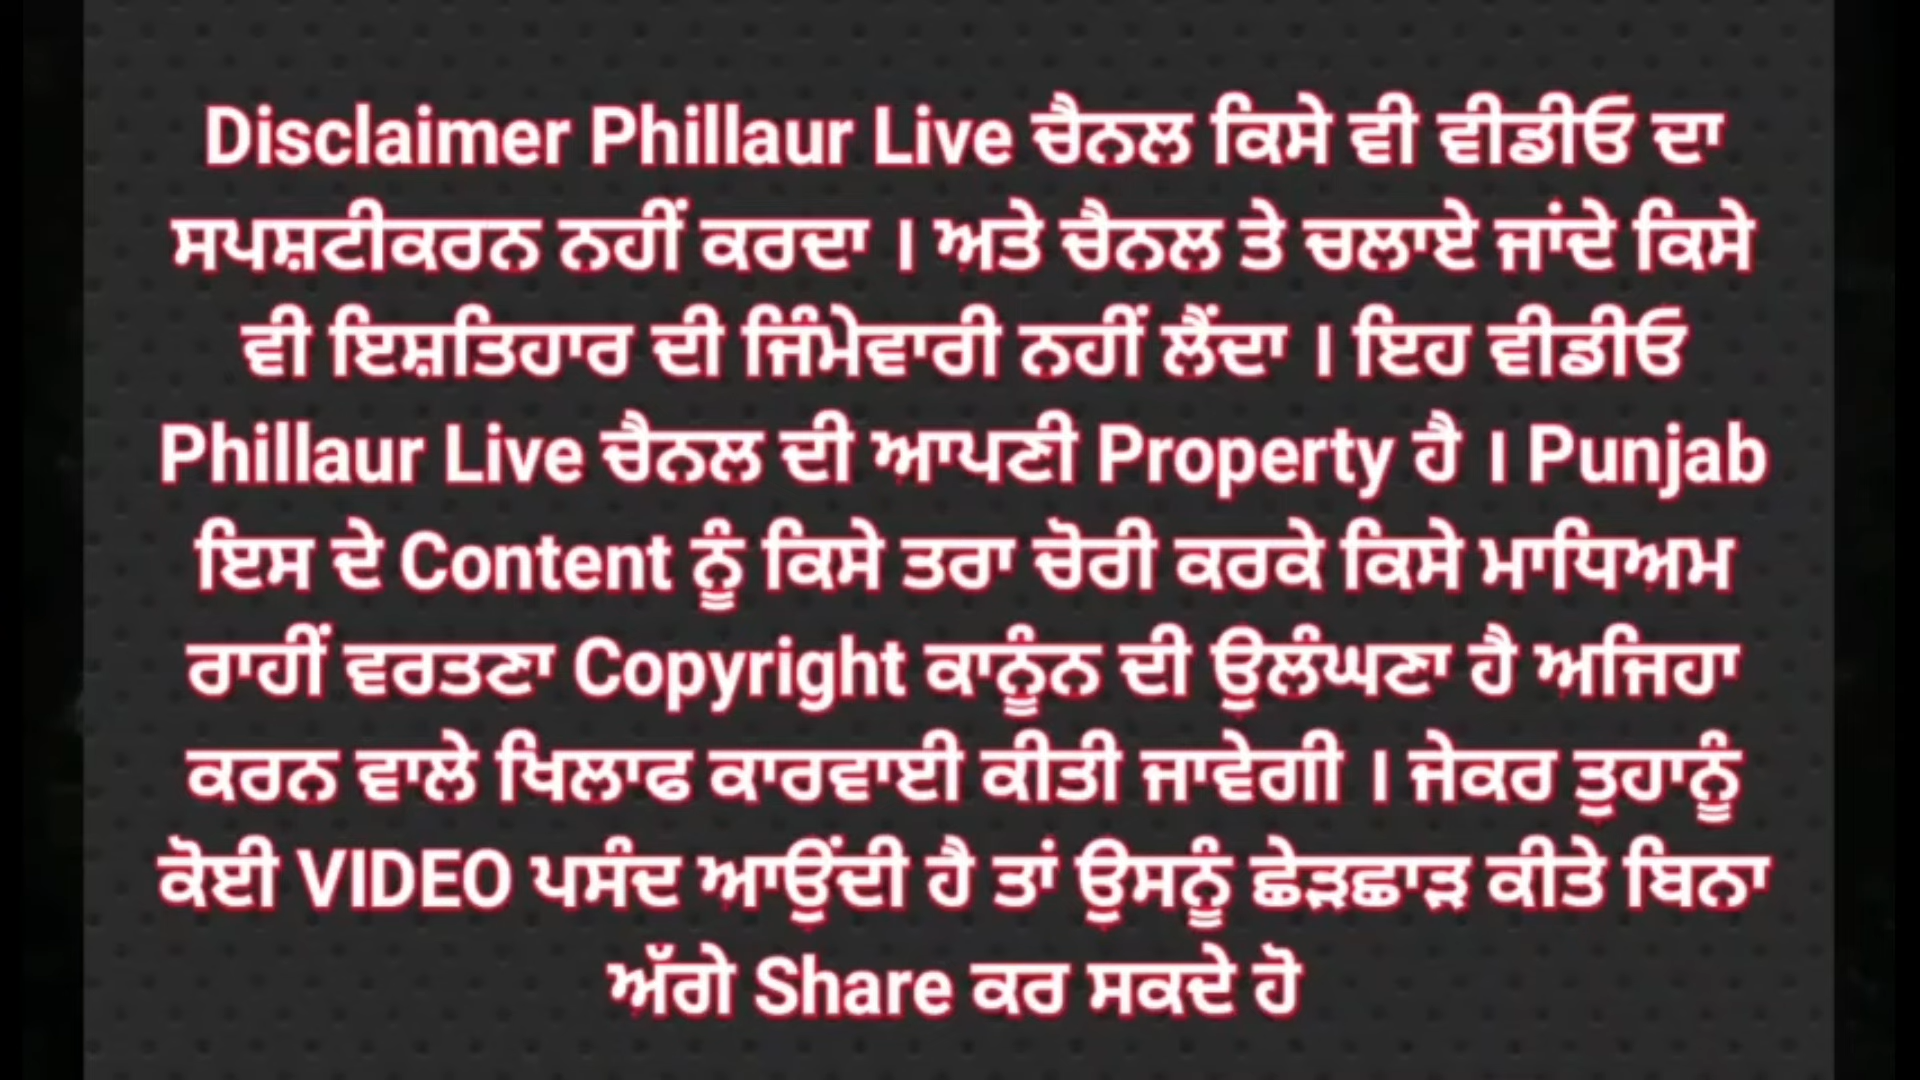 Disclaimer Phillaur Live ਚੈਨਲ ਕਿਸੇ ਵੀ ਵੀਡੀਓ ਦਾ
ਸਪਸ਼ਟੀਕਰਨ ਨਹੀਂ ਕਰਦਾ । ਅਤੇ ਚੈਨਲ ਤੇ ਚਲਾਏ ਜਾਂਦੇ ਕਿਸੇ
ਵੀ ਇਸ਼ਤਿਹਾਰ ਦੀ ਜਿੰਮੇਵਾਰੀ ਨਹੀਂ ਲੈਂਦਾ । ਇਹ ਵੀਡੀਓ
Phillaur Live ਚੈਨਲ ਦੀ ਆਪਣੀ Property ਹੈ । Punjab
ਇਸ ਦੇ Content ਨੂੰ ਕਿਸੇ ਤਰਾ ਚੋਰੀ ਕਰਕੇ ਕਿਸੇ ਮਾਧਿਅਮ
ਰਾਹੀਂ ਵਰਤਣਾ Copyright ਕਾਨੂੰਨ ਦੀ ਉਲੰਘਣਾ ਹੈ ਅਜਿਹਾ
ਕਰਨ ਵਾਲੇ ਖਿਲਾਫ ਕਾਰਵਾਈ ਕੀਤੀ ਜਾਵੇਗੀ । ਜੇਕਰ ਤੁਹਾਨੂੰ
ਕੋਈ VIDEO ਪਸੰਦ ਆਉਂਦੀ ਹੈ ਤਾਂ ਉਸਨੂੰ ਛੇੜਛਾੜ ਕੀਤੇ ਬਿਨਾ
ਅੱਗੇ Share ਕਰ ਸਕਦੇ ਹੋ